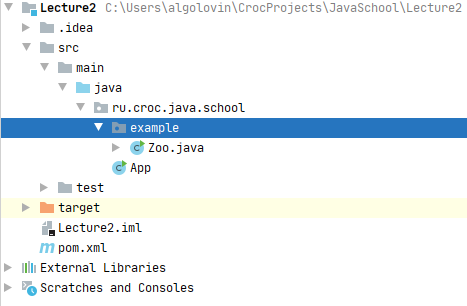 Lecture2 C:\Users\algolovin\CrocProjects\JavaSchool\Lecture2
.idea
src
main
java
ru.croc.java.school
example
Zoo.java
App
test
target
Lecture2.iml
pom.xml
External Libraries
Scratches and Consoles